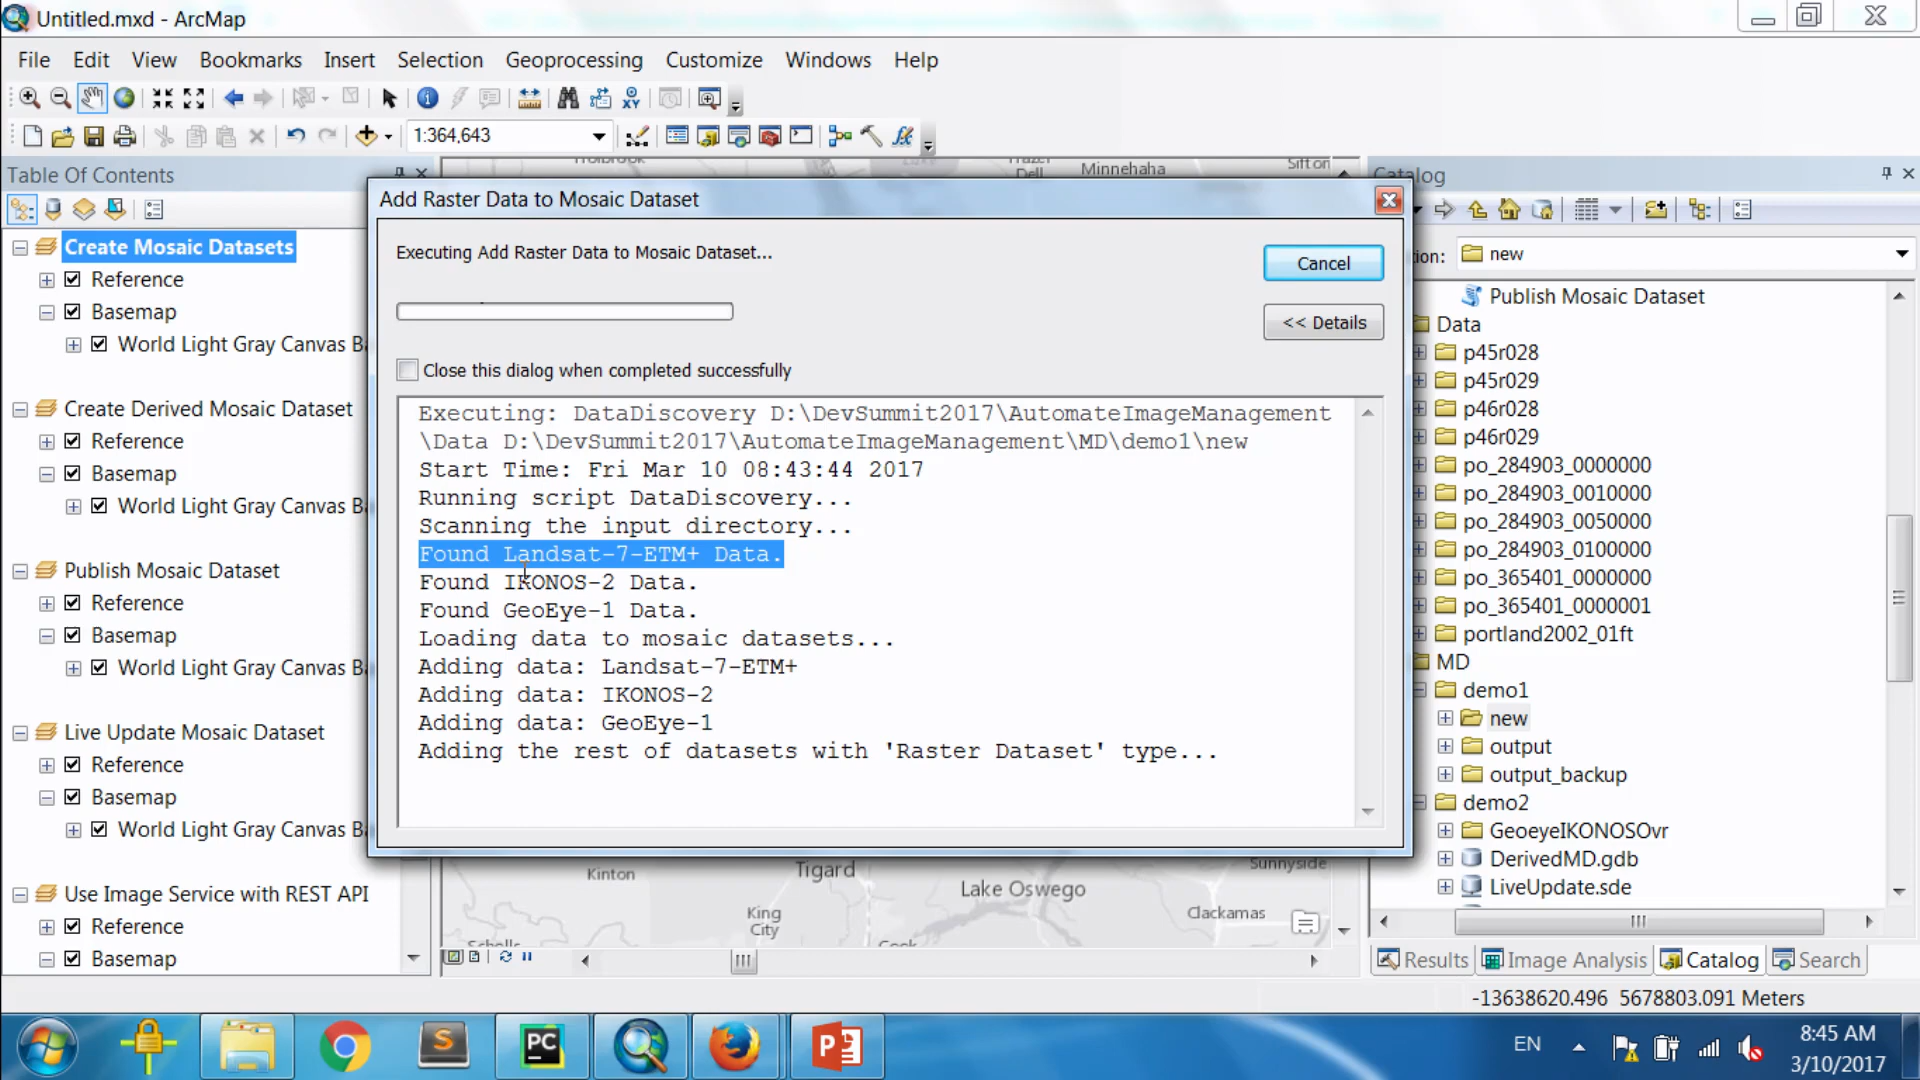 Untitled.mxd - ArcMap
File Edit View Bookmarks Insert Selection Geoprocessing Customize Windows Help
1:364,643
Table Of Contents
Create Mosaic Datasets
Reference
Basemap
World Light Gray Canvas Ba
Create Derived Mosaic Dataset
Reference
Basemap
World Light Gray Canvas Ba
Publish Mosaic Dataset
Reference
Basemap
World Light Gray Canvas Ba
Live Update Mosaic Dataset
Reference
Basemap
World Light Gray Canvas Ba
Use Image Service with REST API
Reference
Basemap
Minnehaha
Add Raster Data to Mosaic Dataset
Executing Add Raster Data to Mosaic Dataset...
Cancel
<< Details
Close this dialog when completed successfully
Executing: DataDiscovery D:\DevSummit2017\AutomateImageManagement
\Data D:\DevSummit2017\AutomateImageManagement\MD\demo1\new
Start Time: Fri Mar 10 08:43:44 2017
Running script DataDiscovery...
Scanning the input directory...
Found Landsat-7-ETM+ Data.
Found IKONOS-2 Data.
Found GeoEye-1 Data.
Loading data to mosaic datasets...
Adding data: Landsat-7-ETM+
Adding data: IKONOS-2
Adding data: GeoEye-1
Adding the rest of datasets with 'Raster Dataset' type...
Kinton
Tigard
Sunnyside
Lake Oswego
King
City
Clackamas
Catalog
tion: new
Publish Mosaic Dataset
Data
p45r028
p45r029
p46r028
p46r029
po_284903_0000000
po_284903_0010000
po_284903_0050000
po_284903_0100000
po_365401_0000000
po_365401_0000001
portland2002_01ft
MD
demo1
new
output
output_backup
demo2
GeoeyeIKONOSOvr
DerivedMD.gdb
LiveUpdate.sde
Results Image Analysis Catalog Search
-13638620.496 5678803.091 Meters
EN
8:45 AM
3/10/2017